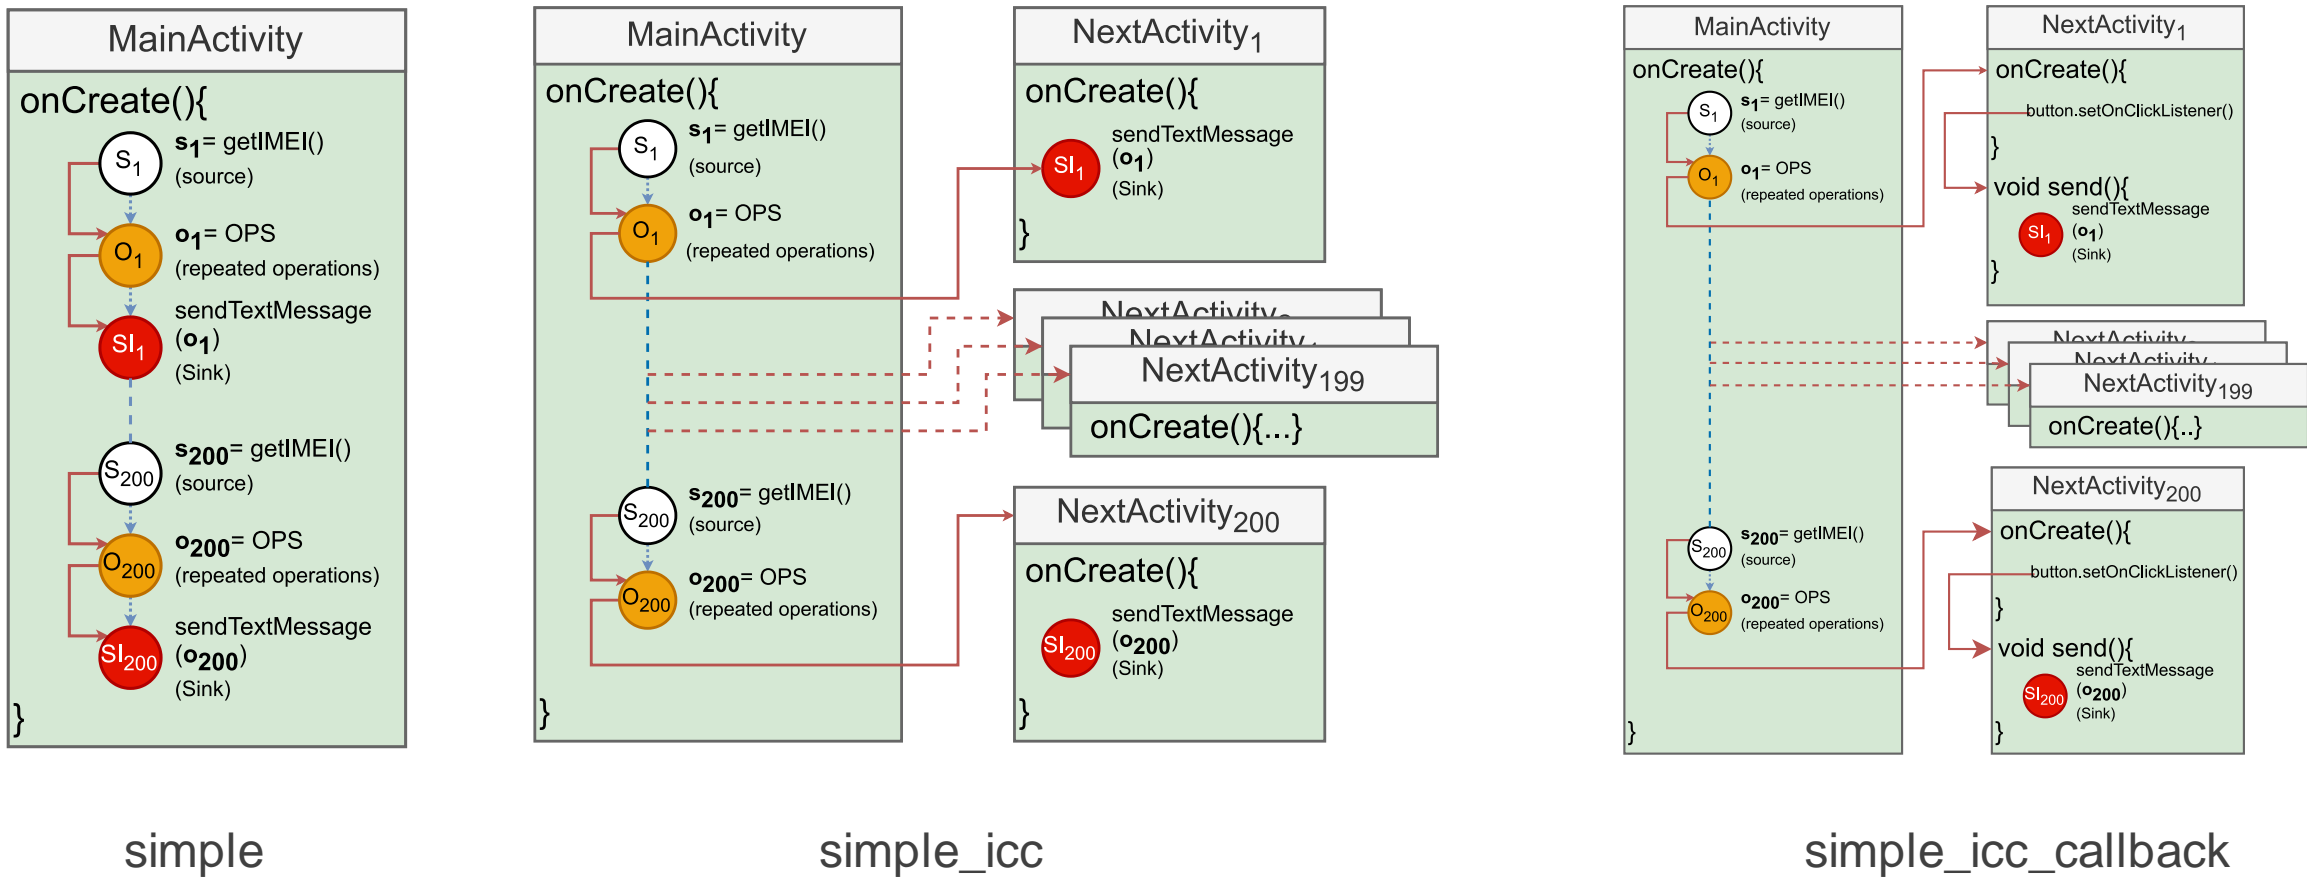 MainActivity
onCreate(){
S1
s1= getIMEI()
(source)
O1
o1= OPS
(repeated operations)
sendTextMessage
SI1
(o1)
(Sink)
S200
s200= getIMEI()
(source)
O200
o200= OPS
(repeated operations)
sendTextMessage
SI200
(o200)
(Sink)
}
simple
MainActivity
onCreate(){
S1
s1= getIMEI()
(source)
O1
o1= OPS
(repeated operations)
S200
s200= getIMEI()
(source)
O200
o200= OPS
(repeated operations)
}
NextActivity1
onCreate(){
sendTextMessage
SI1
(o1)
(Sink)
}
NextActivity
NextActivity
NextActivity199
onCreate(){...}
NextActivity200
onCreate(){
sendTextMessage
SI200
(o200)
(Sink)
}
simple_icc
MainActivity
onCreate(){
S1
s1= getIMEI()
(source)
O1
o1= OPS
(repeated operations)
S200
s200= getIMEI()
(source)
O200
o200= OPS
(repeated operations)
}
NextActivity1
onCreate(){
button.setOnClickListener()
}
void send(){
sendTextMessage
SI1
(o1)
(Sink)
}
NextActivity
NextActivity
NextActivity199
onCreate(){..}
NextActivity200
onCreate(){
button.setOnClickListener()
}
void send(){
sendTextMessage
SI200
(o200)
(Sink)
}
simple_icc_callback